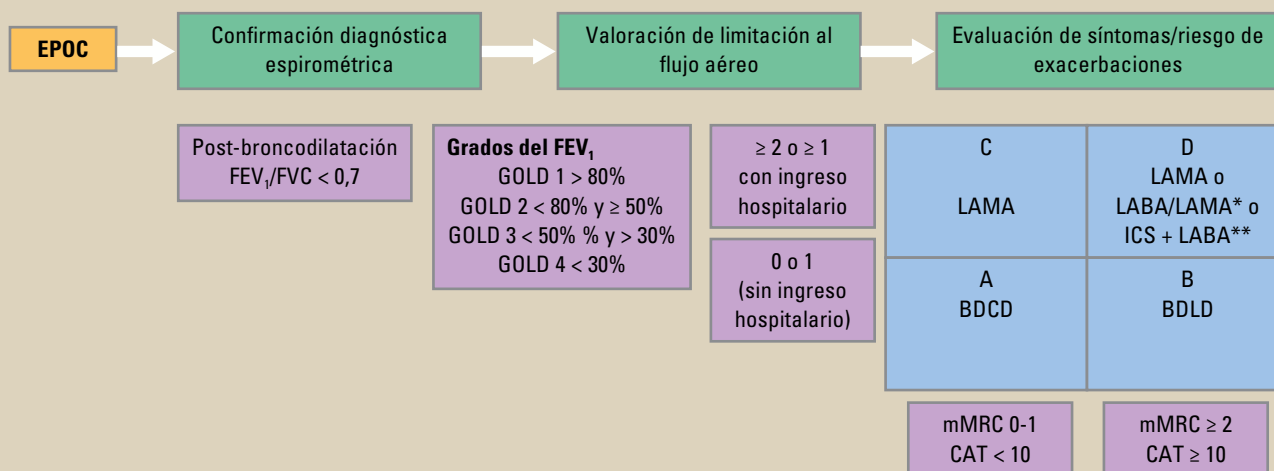 EPOC
Confirmación diagnóstica
espirométrica
Valoración de limitación al
flujo aéreo
Evaluación de síntomas/riesgo de
exacerbaciones
Post-broncodilatación
FEV₁/FVC < 0,7
Grados del FEV₁
GOLD 1 > 80%
GOLD 2 < 80% y ≥ 50%
GOLD 3 < 50% % y > 30%
GOLD 4 < 30%
≥ 2 o ≥ 1
con ingreso
hospitalario
0 o 1
(sin ingreso
hospitalario)
C
LAMA
D
LAMA o
LABA/LAMA* o
ICS + LABA**
A
BDCD
B
BDLD
mMRC 0-1
CAT < 10
mMRC ≥ 2
CAT ≥ 10